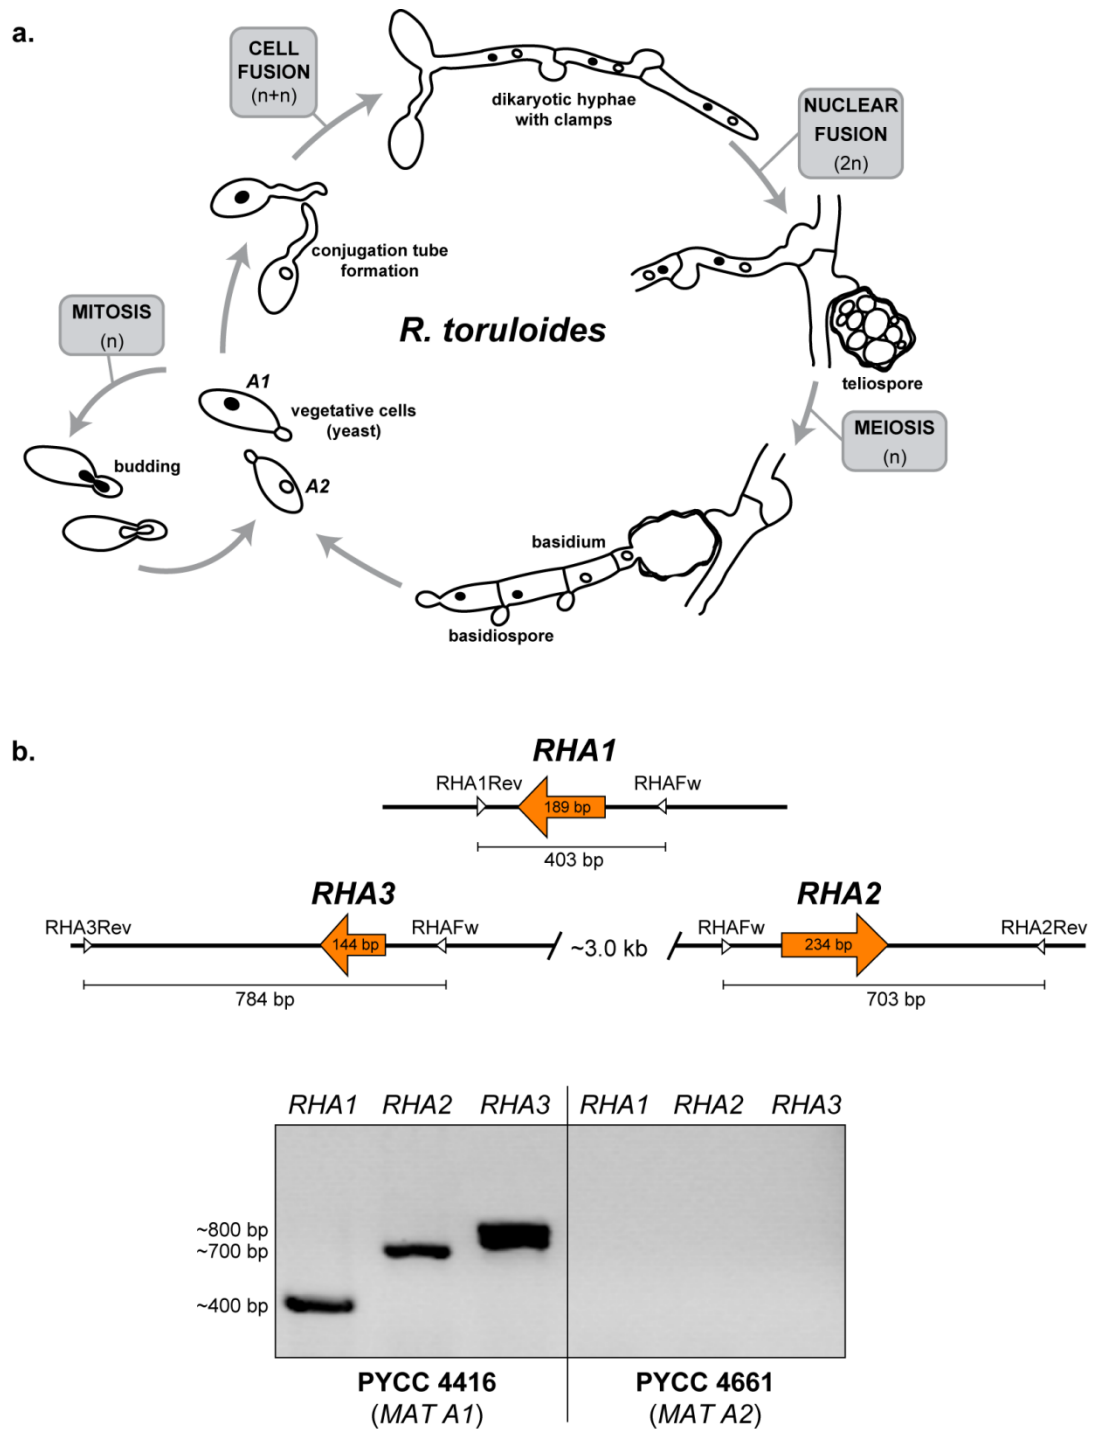 a.
CELL
FUSION
(n+n)
dikaryotic hyphae
with clamps
NUCLEAR
FUSION
(2n)
conjugation tube
formation
MITOSIS
(n)
R. toruloides
teliospore
A1
vegetative cells
(yeast)
MEIOSIS
(n)
budding
A2
basidium
basidiospore
b.
RHA1
RHA1Rev
RHAFw
189 bp
403 bp
RHA3
RHA3Rev
RHAFw
144 bp
784 bp
~3.0 kb
RHA2
RHAFw
RHA2Rev
234 bp
703 bp
RHA1 RHA2 RHA3 RHA1 RHA2 RHA3
~800 bp
~700 bp
~400 bp
PYCC 4416
(MAT A1)
PYCC 4661
(MAT A2)